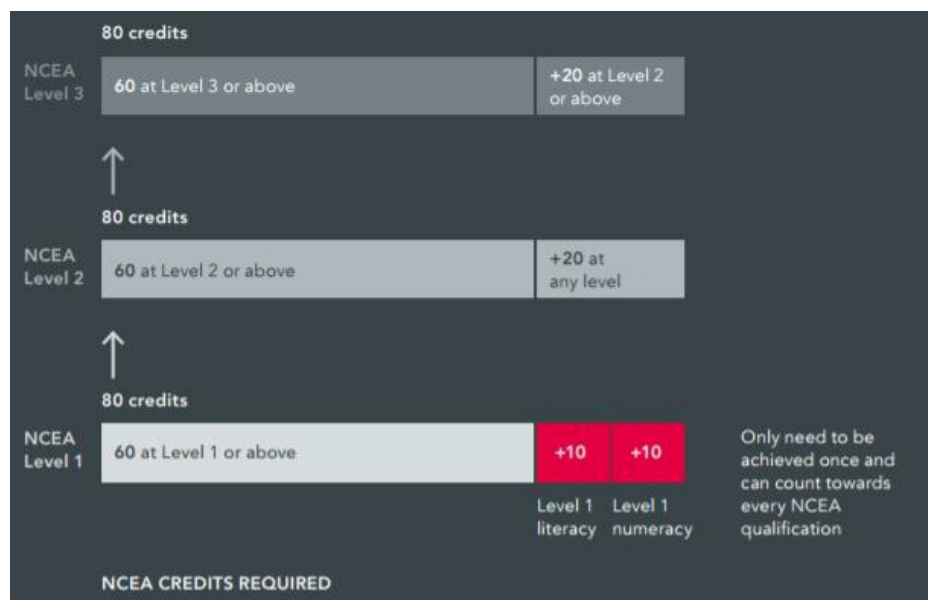 80 credits
NCEA
Level 3
60 at Level 3 or above
+20 at Level 2
or above
80 credits
NCEA
Level 2
60 at Level 2 or above
+20 at
any level
80 credits
NCEA
Level 1
60 at Level 1 or above
+10
+10
Only need to be
achieved once and
can count towards
every NCEA
qualification
Level 1
literacy
Level 1
numeracy
NCEA CREDITS REQUIRED